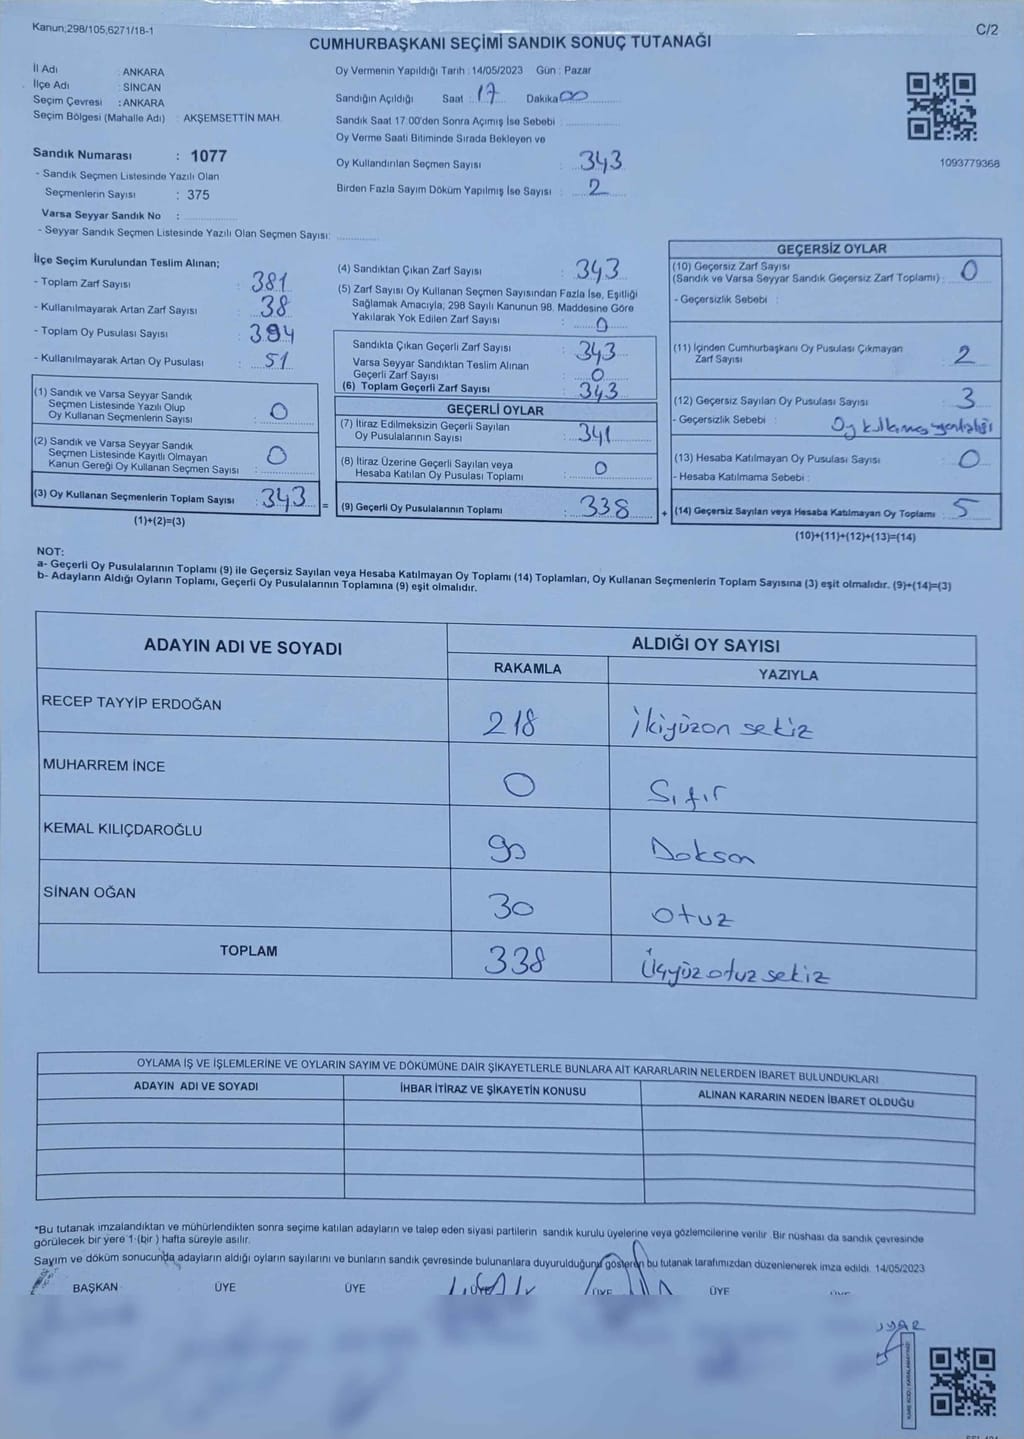 Kanun;298/105,6271/18-1
C/2
CUMHURBAŞKANI SEÇİMİ SANDIK SONUÇ TUTANAĞI
İl Adı : ANKARA
İlçe Adı : SİNCAN
Seçim Çevresi : ANKARA
Seçim Bölgesi (Mahalle Adı) : AKŞEMSETTİN MAH.
Sandık Numarası : 1077
- Sandık Seçmen Listesinde Yazılı Olan
Seçmenlerin Sayısı : 375
Varsa Seyyar Sandık No :
- Seyyar Sandık Seçmen Listesinde Yazılı Olan Seçmen Sayısı:
Oy Vermenin Yapıldığı Tarih : 14/05/2023 Gün : Pazar
Sandığın Açıldığı Saat : 17 Dakika 00
Sandık Saat 17:00'den Sonra Açımış İse Sebebi :
Oy Verme Saati Bitiminde Sırada Bekleyen ve
Oy Kullandırılan Seçmen Sayısı : 343
Birden Fazla Sayım Döküm Yapılmış İse Sayısı : 2
1093779368
İlçe Seçim Kurulundan Teslim Alınan;
- Toplam Zarf Sayısı : 381
- Kullanılmayarak Artan Zarf Sayısı : 38
- Toplam Oy Pusulası Sayısı : 394
- Kullanılmayarak Artan Oy Pusulası : 51
(1) Sandık ve Varsa Seyyar Sandık
Seçmen Listesinde Yazılı Olup
Oy Kullanan Seçmenlerin Sayısı : 0
(2) Sandık ve Varsa Seyyar Sandık
Seçmen Listesinde Kayıtlı Olmayan
Kanun Gereği Oy Kullanan Seçmen Sayısı : 0
(3) Oy Kullanan Seçmenlerin Toplam Sayısı : 343 =
(1)+(2)=(3)
(4) Sandıktan Çıkan Zarf Sayısı : 343
(5) Zarf Sayısı Oy Kullanan Seçmen Sayısından Fazla İse, Eşitliği
Sağlamak Amacıyla; 298 Sayılı Kanunun 98. Maddesine Göre
Yakılarak Yok Edilen Zarf Sayısı : 0
Sandıkta Çıkan Geçerli Zarf Sayısı : 343
Varsa Seyyar Sandıktan Teslim Alınan
Geçerli Zarf Sayısı : 0
(6) Toplam Geçerli Zarf Sayısı : 343
GEÇERLİ OYLAR
(7) İtiraz Edilmeksizin Geçerli Sayılan
Oy Pusulalarının Sayısı : 341
(8) İtiraz Üzerine Geçerli Sayılan veya
Hesaba Katılan Oy Pusulası Toplamı : 0
(9) Geçerli Oy Pusulalarının Toplamı : 338 +
GEÇERSİZ OYLAR
(10) Geçersiz Zarf Sayısı
(Sandık ve Varsa Seyyar Sandık Geçersiz Zarf Toplamı) : 0
- Geçersizlik Sebebi :
(11) İçinden Cumhurbaşkanı Oy Pusulası Çıkmayan
Zarf Sayısı : 2
(12) Geçersiz Sayılan Oy Pusulası Sayısı : 3
- Geçersizlik Sebebi : Oy kullanma yanlışlığı
(13) Hesaba Katılmayan Oy Pusulası Sayısı : 0
- Hesaba Katılmama Sebebi :
(14) Geçersiz Sayılan veya Hesaba Katılmayan Oy Toplamı : 5
(10)+(11)+(12)+(13)=(14)
NOT:
a- Geçerli Oy Pusulalarının Toplamı (9) ile Geçersiz Sayılan veya Hesaba Katılmayan Oy Toplamı (14) Toplamları, Oy Kullanan Seçmenlerin Toplam Sayısına (3) eşit olmalıdır. (9)+(14)=(3)
b- Adayların Aldığı Oyların Toplamı, Geçerli Oy Pusulalarının Toplamına (9) eşit olmalıdır.
ADAYIN ADI VE SOYADI ALDIĞI OY SAYISI
RAKAMLA YAZIYLA
RECEP TAYYİP ERDOĞAN 218 ikiyüzon sekiz
MUHARREM İNCE 0 Sıfır
KEMAL KILIÇDAROĞLU 90 Doksan
SİNAN OĞAN 30 otuz
TOPLAM 338 Üçyüzotuz sekiz
OYLAMA İŞ VE İŞLEMLERİNE VE OYLARIN SAYIM VE DÖKÜMÜNE DAİR ŞİKAYETLERLE BUNLARA AİT KARARLARIN NELERDEN İBARET BULUNDUKLARI
ADAYIN ADI VE SOYADI İHBAR İTİRAZ VE ŞİKAYETİN KONUSU ALINAN KARARIN NEDEN İBARET OLDUĞU
*Bu tutanak imzalandıktan ve mühürlendikten sonra seçime katılan adayların ve talep eden siyasi partilerin sandık kurulu üyelerine veya gözlemcilerine verilir. Bir nüshası da sandık çevresinde
görülecek bir yere 1-(bir) hafta süreyle asılır.
Sayım ve döküm sonucunda adayların aldığı oyların sayılarını ve bunların sandık çevresinde bulunanlara duyurulduğunu gösteren bu tutanak tarafımızdan düzenlenerek imza edildi. 14/05/2023
BAŞKAN ÜYE ÜYE ÜYE ÜYE ÜYE